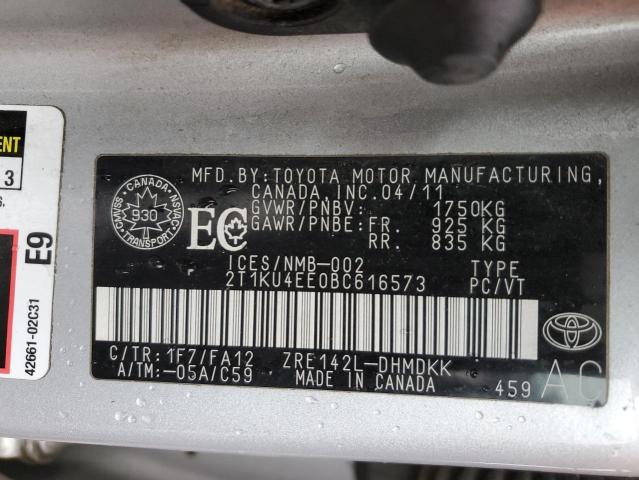 ENT
3
S.
E9
42661-02C31
MFD.BY:TOYOTA MOTOR MANUFACTURING,
CANADA,INC.04/11
GVWR/PNBV: 1750KG
GAWR/PNBE:FR. 925 KG
RR. 835 KG
CANADA
CMVSS 930 NSVAC
TRANSPORT
EC
ICES/NMB-002 TYPE
2T1KU4EE0BC616573 PC/VT
C/TR: 1F7/FA12 ZRE142L-DHMDKK
A/TM:-05A/C59 MADE IN CANADA
459
AC